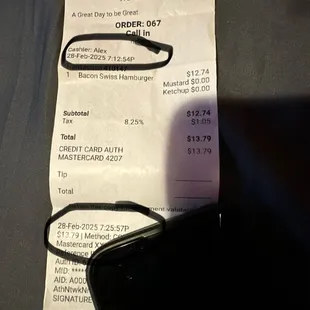 A Great Day to be Great
ORDER: 067
Call in
Cashier: Alex
28-Feb-2025 7:12:54P
1 Bacon Swiss Hamburger $12.74
Mustard $0.00
Ketchup $0.00
Subtotal $12.74
Tax 8.25% $1.05
Total $13.79
CREDIT CARD AUTH $13.79
MASTERCARD 4207
Tip
Total
28-Feb-2025 7:25:57P
$13.79 | Method:
Mastercard
MID: ****
AID:
SIGNATURE